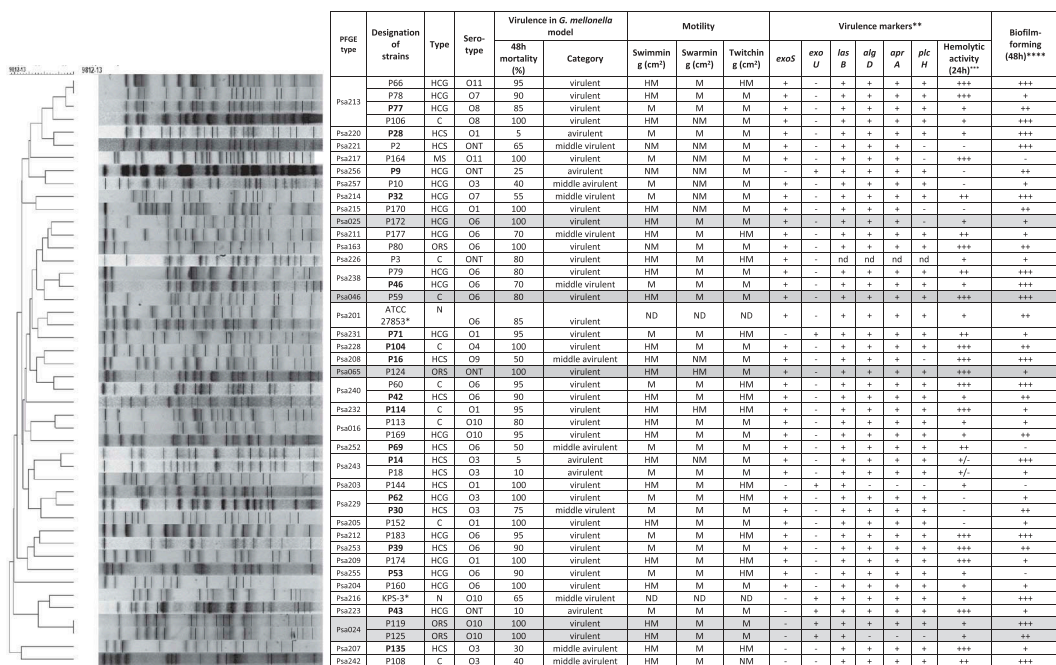 PFGE type Designation of strains Type Sero-type Virulence in G. mellonella model Motility Virulence markers** Biofilm-forming (48h)****
48h mortality (%) Category Swimmin g (cm²) Swarmin g (cm²) Twitchin g (cm²) exoS exo U las B alg D apr A plc H Hemolytic activity (24h)***
Psa213 P66 HCG O11 95 virulent HM M HM + - + + + + +++ +++
P78 HCG O7 90 virulent HM M M + - + + + + +++ +
P77 HCG O8 85 virulent M M M + - + + + + + ++
P106 C O8 100 virulent HM NM M + - + + + + + +++
Psa220 P28 HCS O1 5 avirulent M M M + - + + + + + +++
Psa221 P2 HCS ONT 65 middle virulent NM NM M + - + + + - - +++
Psa217 P164 MS O11 100 virulent M NM M + - + + + - +++ -
Psa256 P9 HCG ONT 25 avirulent NM NM M - + + + + + - ++
Psa257 P10 HCG O3 40 middle avirulent M NM M + - + + + + - +
Psa214 P32 HCG O7 55 middle virulent M NM M + - + + + + ++ +++
Psa215 P170 HCG O1 100 virulent HM NM M + - + + + - - ++
Psa025 P172 HCG O6 100 virulent HM M M + - + + + - + +
Psa211 P177 HCG O6 70 middle virulent HM M HM + - + + + + ++ +
Psa163 P80 ORS O6 100 virulent NM M M + - + + + + +++ ++
Psa226 P3 C ONT 80 virulent HM M HM + - nd nd nd nd + +
Psa238 P79 HCG O6 80 virulent HM M M + - + + + + ++ +++
P46 HCG O6 70 middle virulent M M M + - + + + + + +++
Psa046 P59 C O6 80 virulent HM M M + - + + + + +++ +++
Psa201 ATCC 27853* N O6 85 virulent ND ND ND + - + + + + + ++
Psa231 P71 HCG O1 95 virulent M M HM - + + + + + ++ +
Psa228 P104 C O4 100 virulent HM M M + - + + + + +++ ++
Psa208 P16 HCS O9 50 middle avirulent HM NM M + - + + + - +++ +++
Psa065 P124 ORS ONT 100 virulent HM HM M + - + + + + +++ +
Psa240 P60 C O6 95 virulent M M HM + - + + + + +++ +++
P42 HCS O6 90 virulent M M HM + - + + + + + ++
Psa232 P114 C O1 95 virulent HM HM HM + - + + + + +++ +
Psa016 P113 C O10 80 virulent HM M M + - + + + + + +
P169 HCG O10 95 virulent HM M M + - + + + + + ++
Psa252 P69 HCS O6 50 middle avirulent M M M + - + + + + ++ -
Psa243 P14 HCS O3 5 avirulent HM NM M + - + + + + +/- +++
P18 HCS O3 10 avirulent M M M + - + + + + +/- +
Psa203 P144 HCS O1 100 virulent HM M HM - + + - - - + -
Psa229 P62 HCG O3 100 virulent M M HM + - + + + + - +
P30 HCS O3 75 middle virulent M M M + - + + + + - ++
Psa205 P152 C O1 100 virulent HM M M + - + + + + - +
Psa212 P183 HCG O6 95 virulent M M HM + - + + + + +++ +++
Psa253 P39 HCS O6 90 virulent M M M + - + + + + +++ ++
Psa209 P174 HCG O1 100 virulent HM M HM + - + + + + +++ +
Psa255 P53 HCG O6 90 virulent M M HM + - + + + + + -
Psa204 P160 HCG O6 100 virulent HM M M + - + + + + + +
Psa216 KPS-3* N O10 65 middle virulent ND ND ND - + + + + + + +++
Psa223 P43 HCG ONT 10 avirulent M M M - + + + + + +++ +
Psa024 P119 ORS O10 100 virulent HM M M - + + + + + + +++
P125 ORS O10 100 virulent HM M M - + + - - - + ++
Psa207 P135 HCS O3 30 middle avirulent HM M HM + - + + + + +++ +
Psa242 P108 C O3 40 middle avirulent HM M NM + - + + + + ++ +++